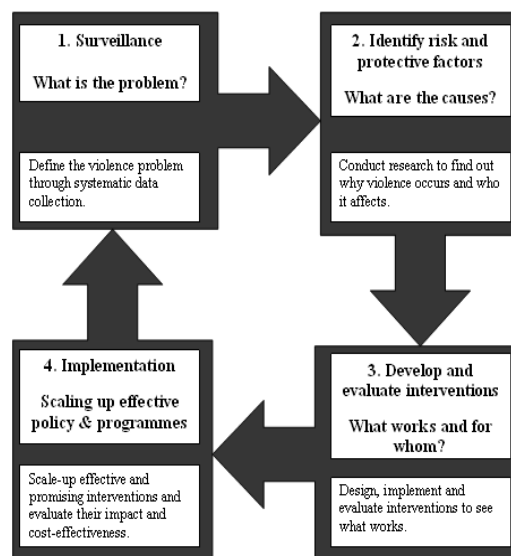 1. Surveillance
What is the problem?
Define the violence problem
through systematic data
collection.
2. Identify risk and
protective factors
What are the causes?
Conduct research to find out
why violence occurs and who
it affects.
3. Develop and
evaluate interventions
What works and for
whom?
Design, implement and
evaluate interventions to see
what works.
4. Implementation
Scaling up effective
policy & programmes
Scale-up effective and
promising interventions and
evaluate their impact and
cost-effectiveness.